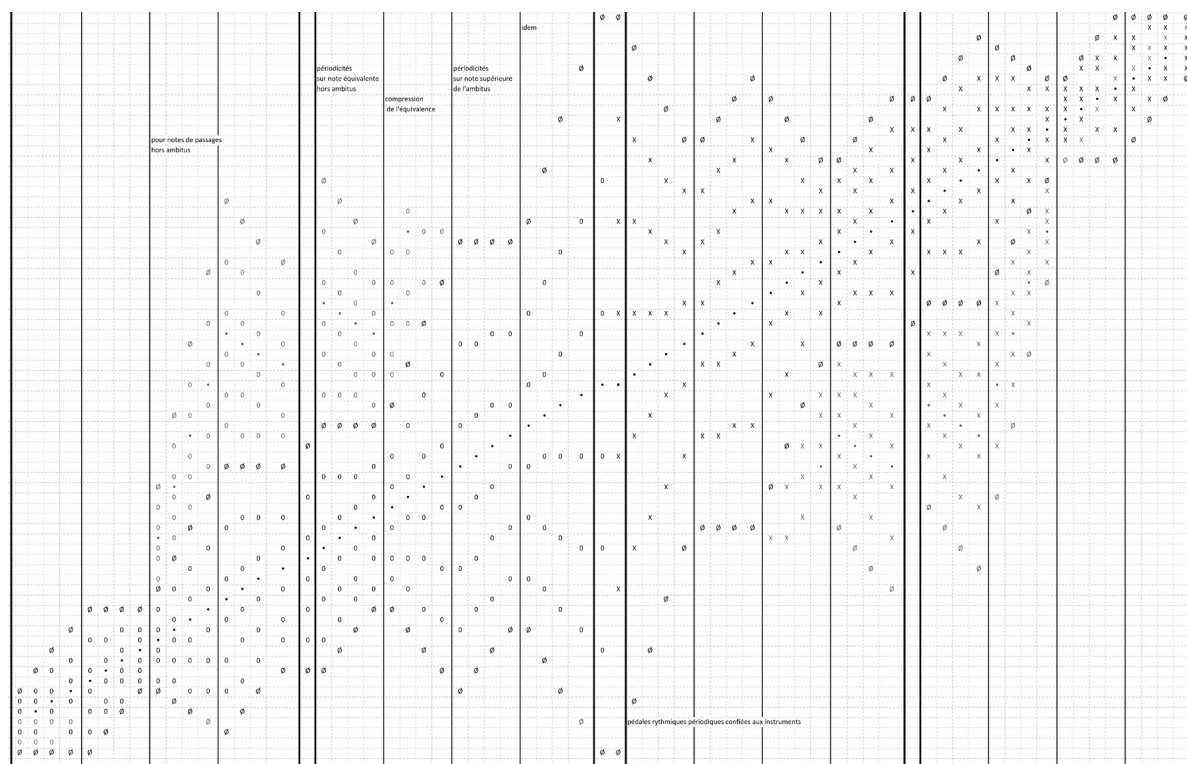 idem
périodicités
sur note équivalente
hors ambitus
périodicités
sur note supérieure
de l'ambitus
compression
de l'équivalence
pour notes de passages
hors ambitus
pédales rythmiques périodiques confiées aux instruments